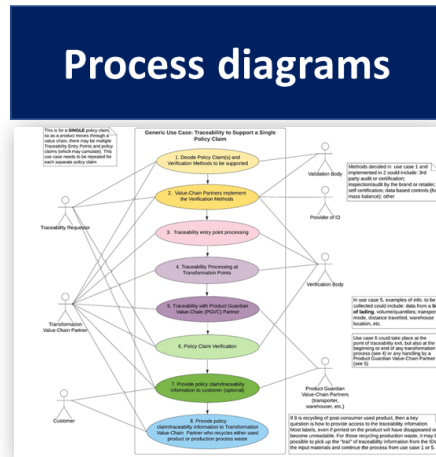 Process diagrams
This is for a SINGLE policy claim,
so as a product moves through a
value chain, there may be multiple
Traceability Entry Points and policy
claims (which may cumulate). This
use case needs to be repeated for
each separate policy claim
Generic Use Case: Traceability to Support a Single
Policy Claim
1. Decide Policy Claim(s) and
Verification Methods to be supported
Validation Body
Methods decided in use case 1 and
implemented in 2 could include: 3rd
party audit or certification;
inspection/audit by the brand or retailer;
self certification; data based controls (fo
mass balance); other
2. Value-Chain Partners implement
the Verification Methods
Provider of ID
Traceability Requestor
3. Traceability entry point processing
4. Traceability Processing at
Transformation Points
Verification Body
5. Traceability with Product Guardian
Value-Chain (PGVC) Partner
In use case 5, examples of info. to be
collected could include: data from a bi
of lading, volume/quantities; transpor
mode, distance travelled, warehouse
location, etc.
Transformation
Value-Chain Partner
6. Policy Claim Verification
Use case 6 could take place at the
point of traceability exit, but also at the
beginning or end of any transformation
process (see 4) or any handling by a
Product Guardian Value-Chain Partner
(see 5)
7. Provide policy claim/traceability
information to customer (optional)
Product Guardian
Value-Chain Partners
(transporter,
warehouser, etc.)
Customer
8. Provide policy
claim/traceability information to Transformation
Value-Chain Partner who recycles either used
product or production process waste
If 8 is recycling of post-consumer used product, then a key
question is how to provide access to the traceability information.
Most labels, even if printed on the product will have disappeared o
become unreadable. For those recycling production waste, it may b
possible to pick up the "trail" of traceability information from the IDs
the input materials and continue the process from use case 1 or 5.